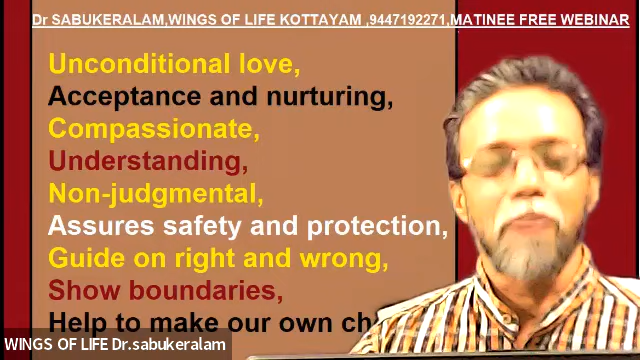 Dr SABUKERALAM,WINGS OF LIFE KOTTAYAM ,9447192271,MATINEE FREE WEBINAR
Unconditional love,
Acceptance and nurturing,
Compassionate,
Understanding,
Non-judgmental,
Assures safety and protection,
Guide on right and wrong,
Show boundaries,
Help to make our own
WINGS OF LIFE Dr.sabukeralam